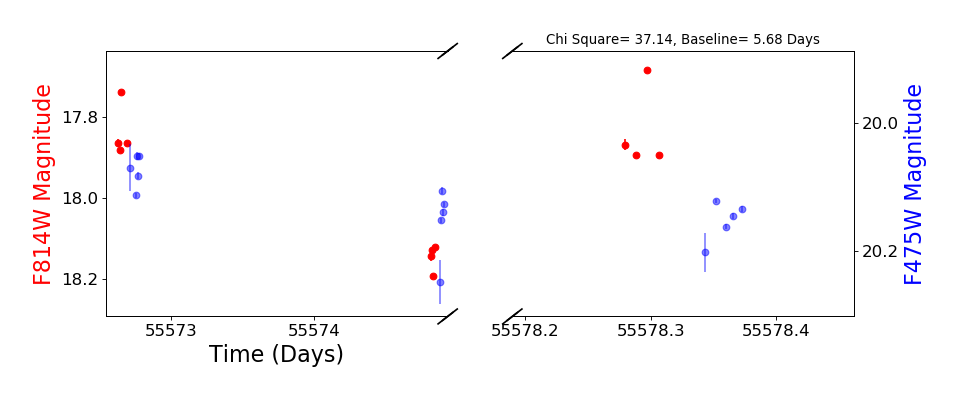 Chi Square= 37.14, Baseline= 5.68 Days
F814W Magnitude
17.8
18.0
18.2
20.0
20.2
F475W Magnitude
55573
55574
55578.2
55578.3
55578.4
Time (Days)